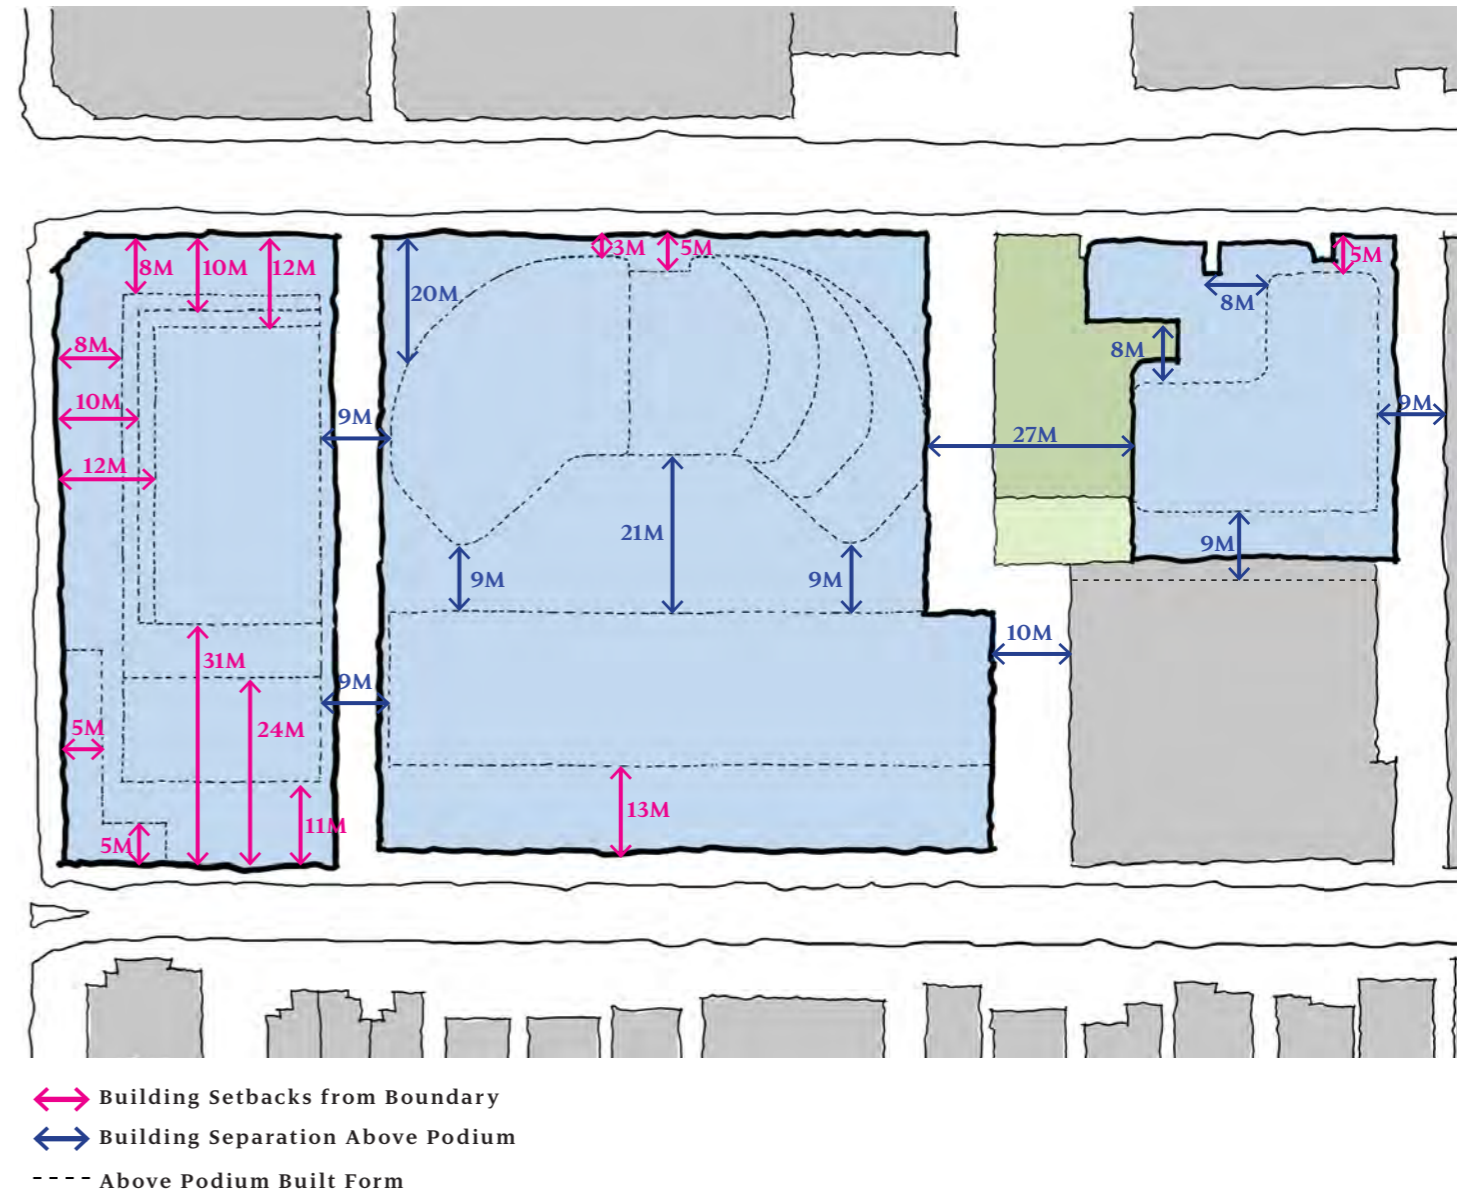 3M
5M
8M
10M
12M
5M
20M
8M
8M
8M
10M
9M
9M
27M
12M
21M
9M
9M
9M
10M
31M
9M
24M
5M
13M
11M
5M
Building Setbacks from Boundary
Building Separation Above Podium
Above Podium Built Form